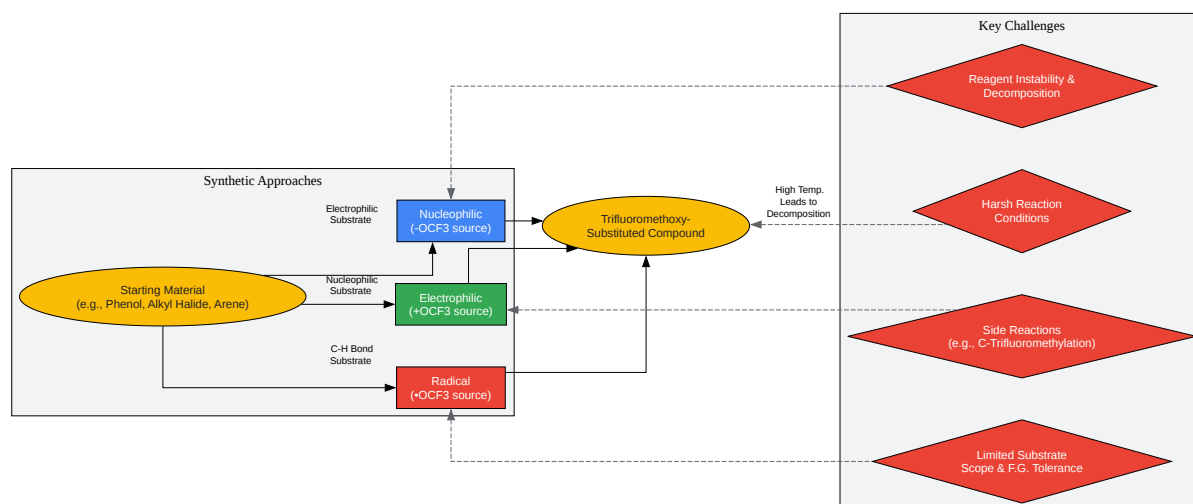 Key Challenges
Reagent Instability &
Decomposition
Synthetic Approaches
Electrophilic
Substrate
Nucleophilic
(-OCF3 source)
Trifluoromethoxy-
Substituted Compound
High Temp.
Leads to
Decomposition
Harsh Reaction
Conditions
Starting Material
(e.g., Phenol, Alkyl Halide, Arene)
Nucleophilic
Substrate
Electrophilic
(+OCF3 source)
Side Reactions
(e.g., C-Trifluoromethylation)
C-H Bond
Substrate
Radical
(•OCF3 source)
Limited Substrate
Scope & F.G. Tolerance